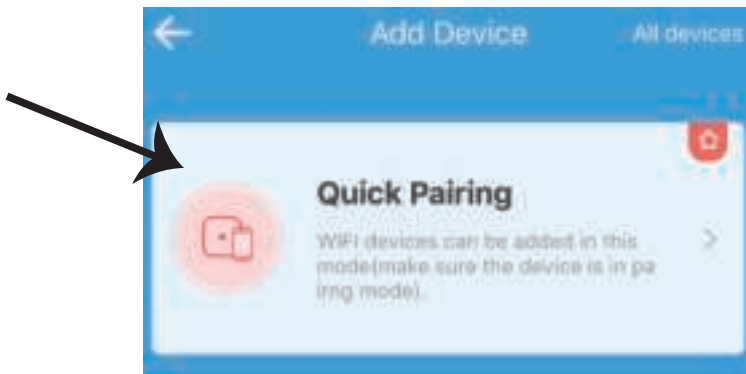 Add Device
All devices
Quick Pairing
WIFI devices can be added in this
mode(make sure the device is in pa
irng mode).